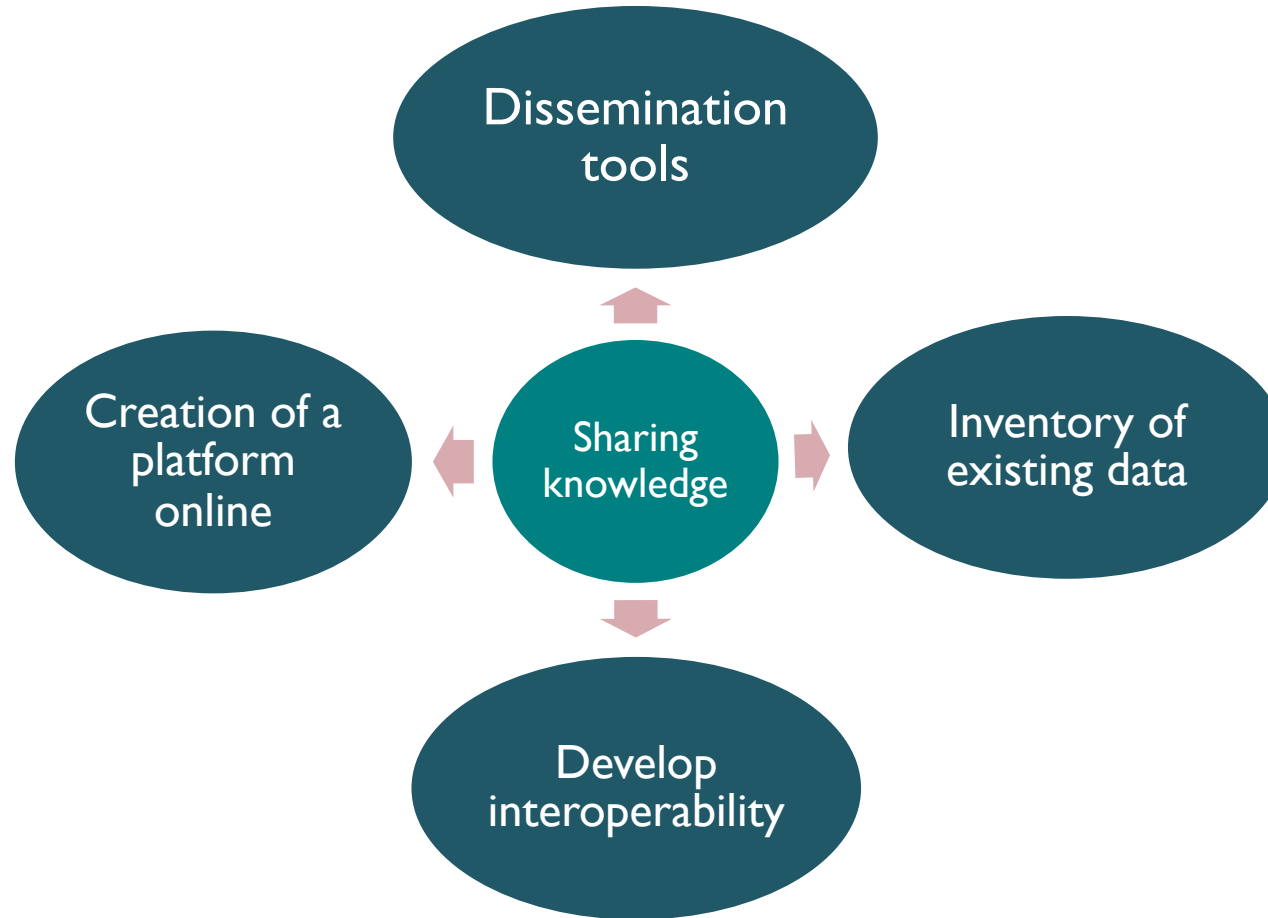 Dissemination
tools
Creation of a
platform
online
Sharing
knowledge
Inventory of
existing data
Develop
interoperability